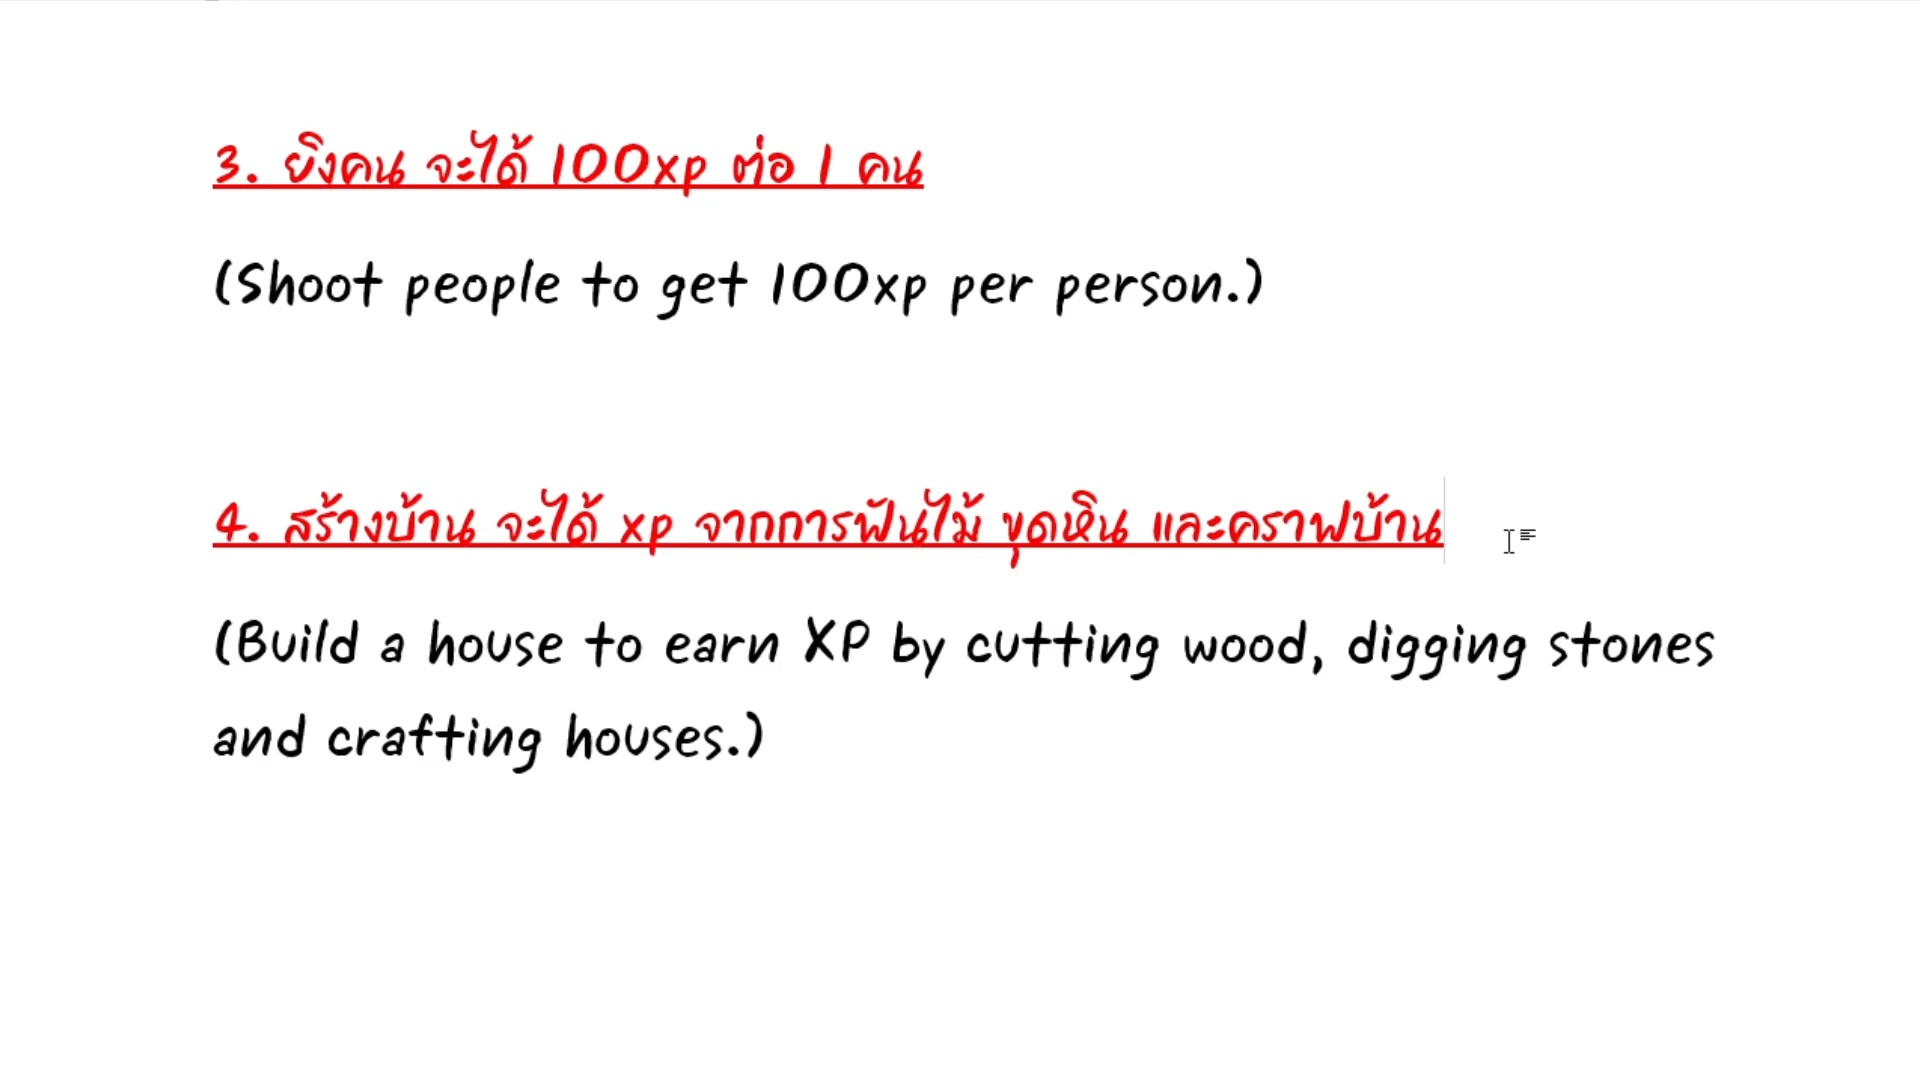 3. ยิงคน จะได้ 100xp ต่อ 1 คน
(Shoot people to get 100xp per person.)
4. สร้างบ้าน จะได้ xp จากการฟันไม้ ขุดหิน และคราฟบ้าน
(Build a house to earn XP by cutting wood, digging stones
and crafting houses.)